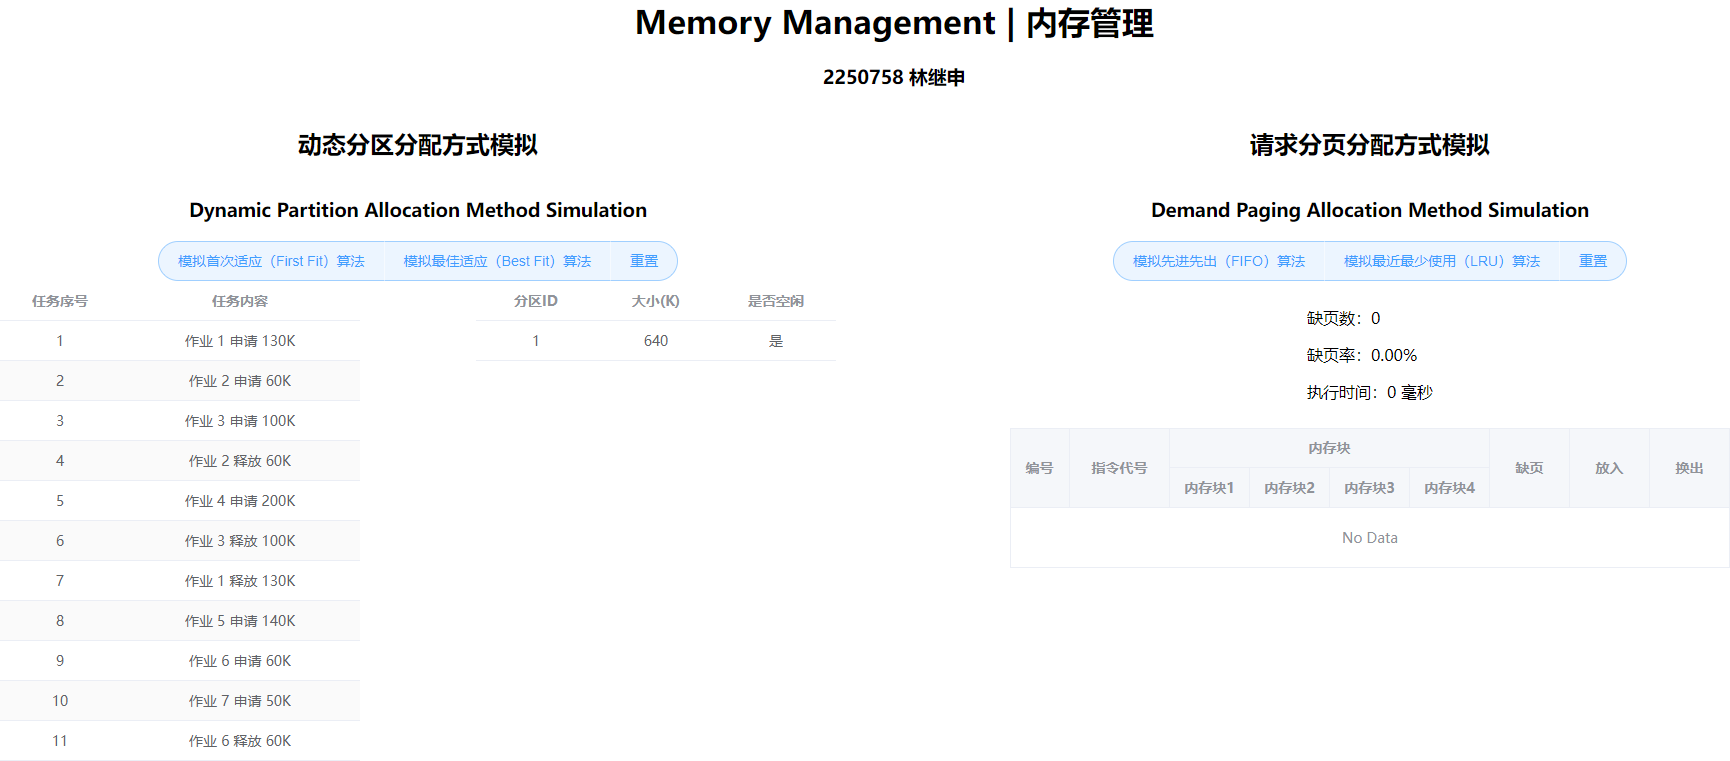 Memory Management | 内存管理
2250758 林继申
动态分区分配方式模拟
Dynamic Partition Allocation Method Simulation
模拟首次适应（First Fit）算法 模拟最佳适应（Best Fit）算法 重置
任务序号 任务内容
1 作业 1 申请 130K
2 作业 2 申请 60K
3 作业 3 申请 100K
4 作业 2 释放 60K
5 作业 4 申请 200K
6 作业 3 释放 100K
7 作业 1 释放 130K
8 作业 5 申请 140K
9 作业 6 申请 60K
10 作业 7 申请 50K
11 作业 6 释放 60K
分区ID 大小(K) 是否空闲
1 640 是
请求分页分配方式模拟
Demand Paging Allocation Method Simulation
模拟先进先出（FIFO）算法 模拟最近最少使用（LRU）算法 重置
缺页数：0
缺页率：0.00%
执行时间：0 毫秒
编号 指令代号 内存块 缺页 放入 换出
内存块1 内存块2 内存块3 内存块4
No Data